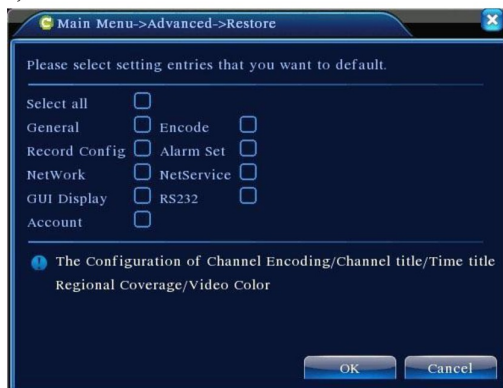 Main Menu->Advanced->Restore
Please select setting entries that you want to default.
Select all
General Encode
Record Config Alarm Set
NetWork NetService
GUI Display RS232
Account
The Configuration of Channel Encoding/Channel title/Time title
Regional Coverage/Video Color
OK Cancel